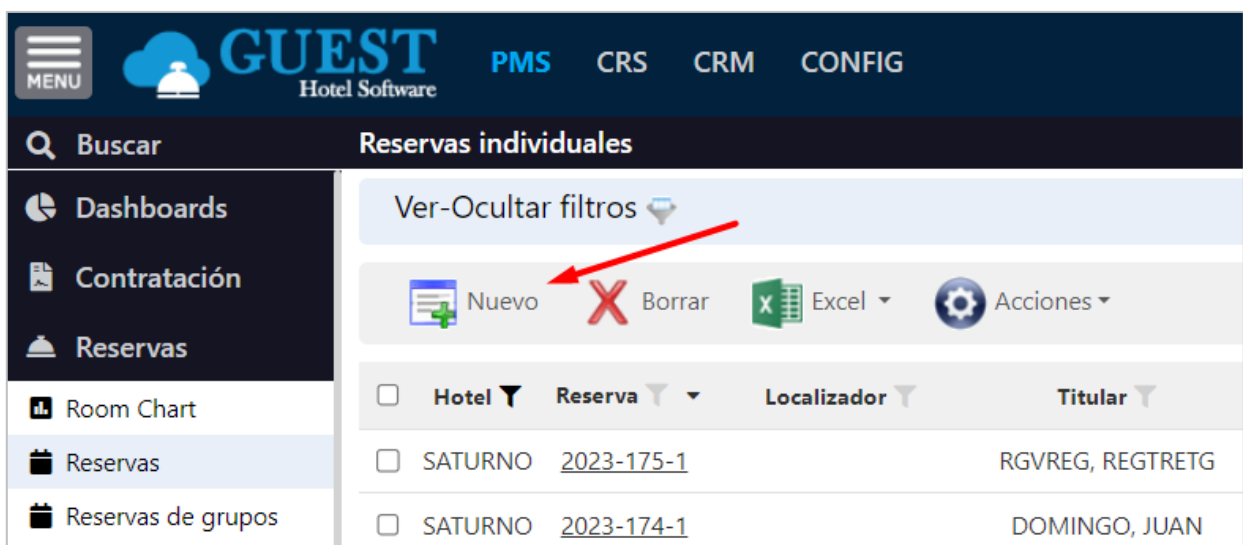 MENU
GUEST
Hotel Software
PMS CRS CRM CONFIG
Buscar
Reservas individuales
Dashboards
Contratación
Reservas
Room Chart
Reservas
Reservas de grupos
Ver-Ocultar filtros
Nuevo Borrar Excel Acciones
Hotel Reserva Localizador Titular
SATURNO 2023-175-1 RGVREG, REGTRETG
SATURNO 2023-174-1 DOMINGO, JUAN